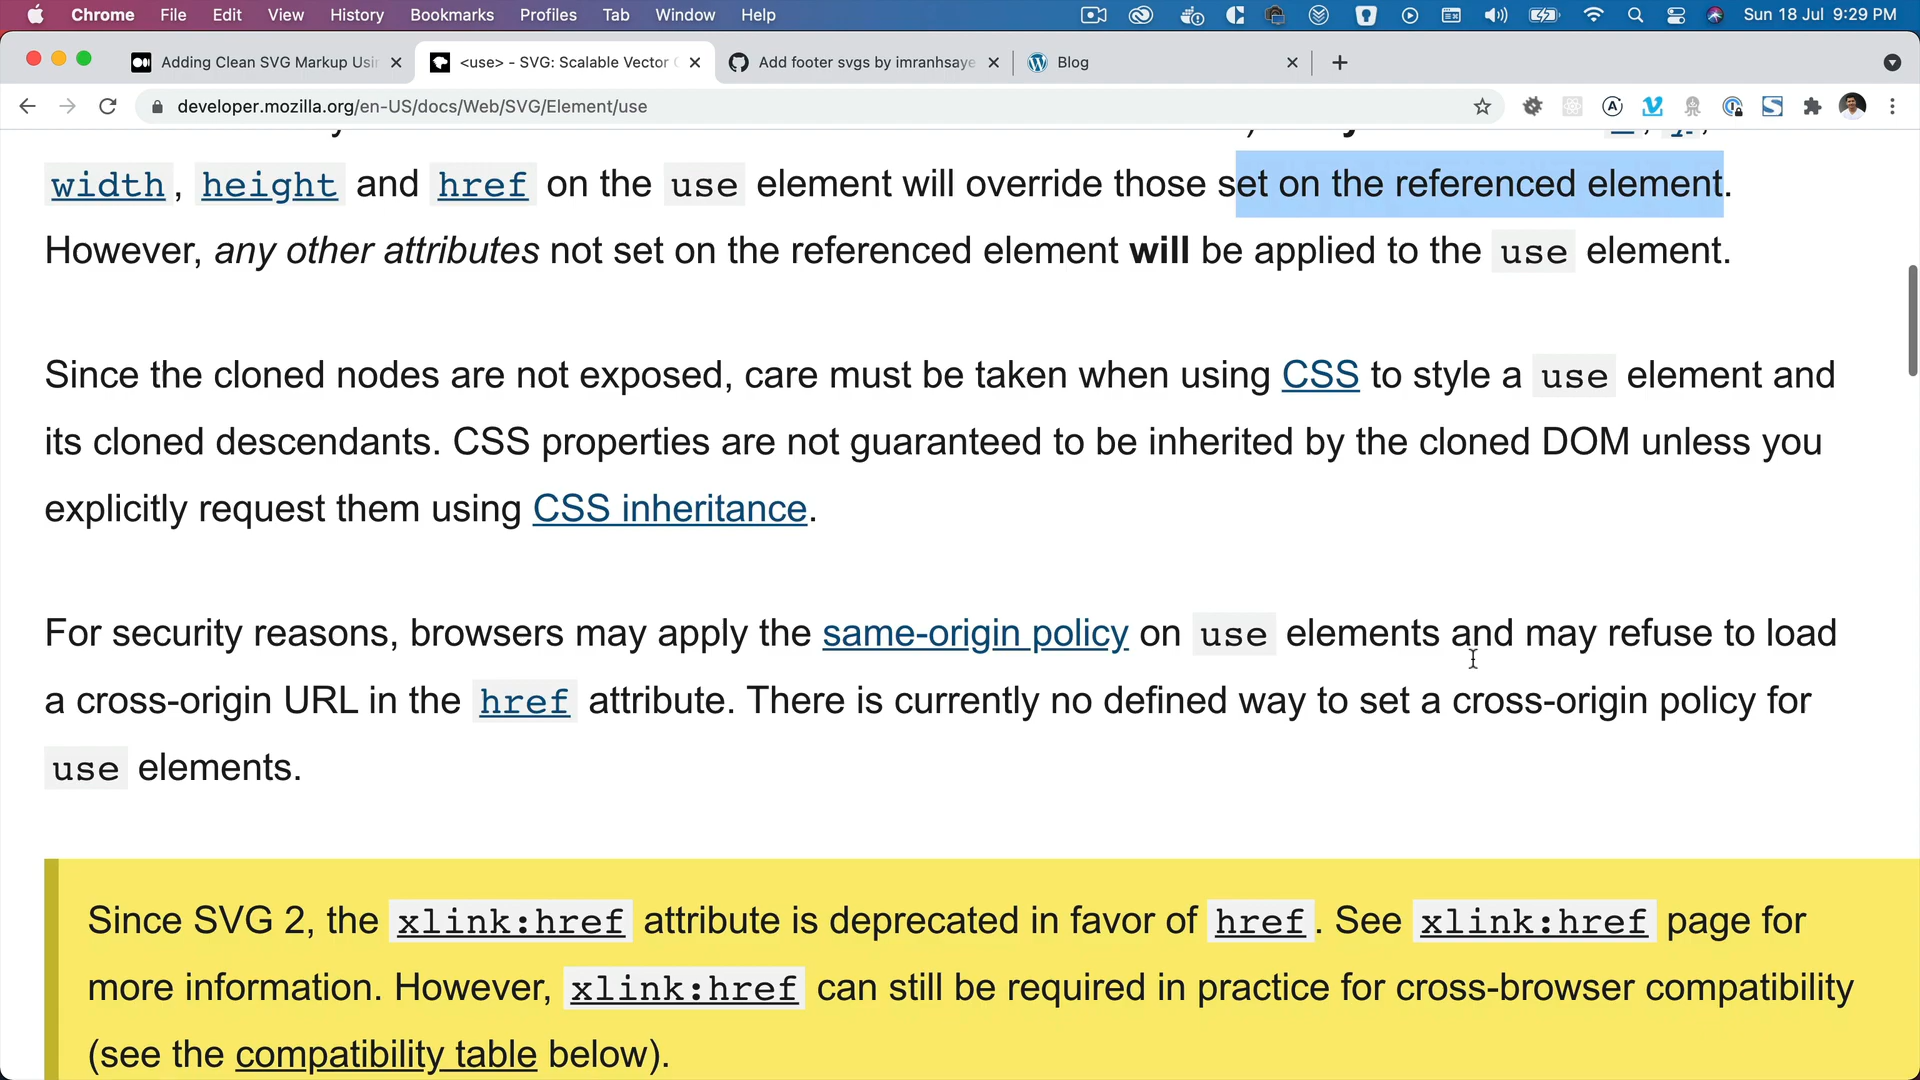 Chrome File Edit View History Bookmarks Profiles Tab Window Help Sun 18 Jul 9:29 PM
Adding Clean SVG Markup Usi <use> - SVG: Scalable Vector Add footer svgs by imranhsaye Blog
developer.mozilla.org/en-US/docs/Web/SVG/Element/use
width, height and href on the use element will override those set on the referenced element.
However, any other attributes not set on the referenced element will be applied to the use element.
Since the cloned nodes are not exposed, care must be taken when using CSS to style a use element and
its cloned descendants. CSS properties are not guaranteed to be inherited by the cloned DOM unless you
explicitly request them using CSS inheritance.
For security reasons, browsers may apply the same-origin policy on use elements and may refuse to load
a cross-origin URL in the href attribute. There is currently no defined way to set a cross-origin policy for
use elements.
Since SVG 2, the xlink:href attribute is deprecated in favor of href. See xlink:href page for
more information. However, xlink:href can still be required in practice for cross-browser compatibility
(see the compatibility table below).